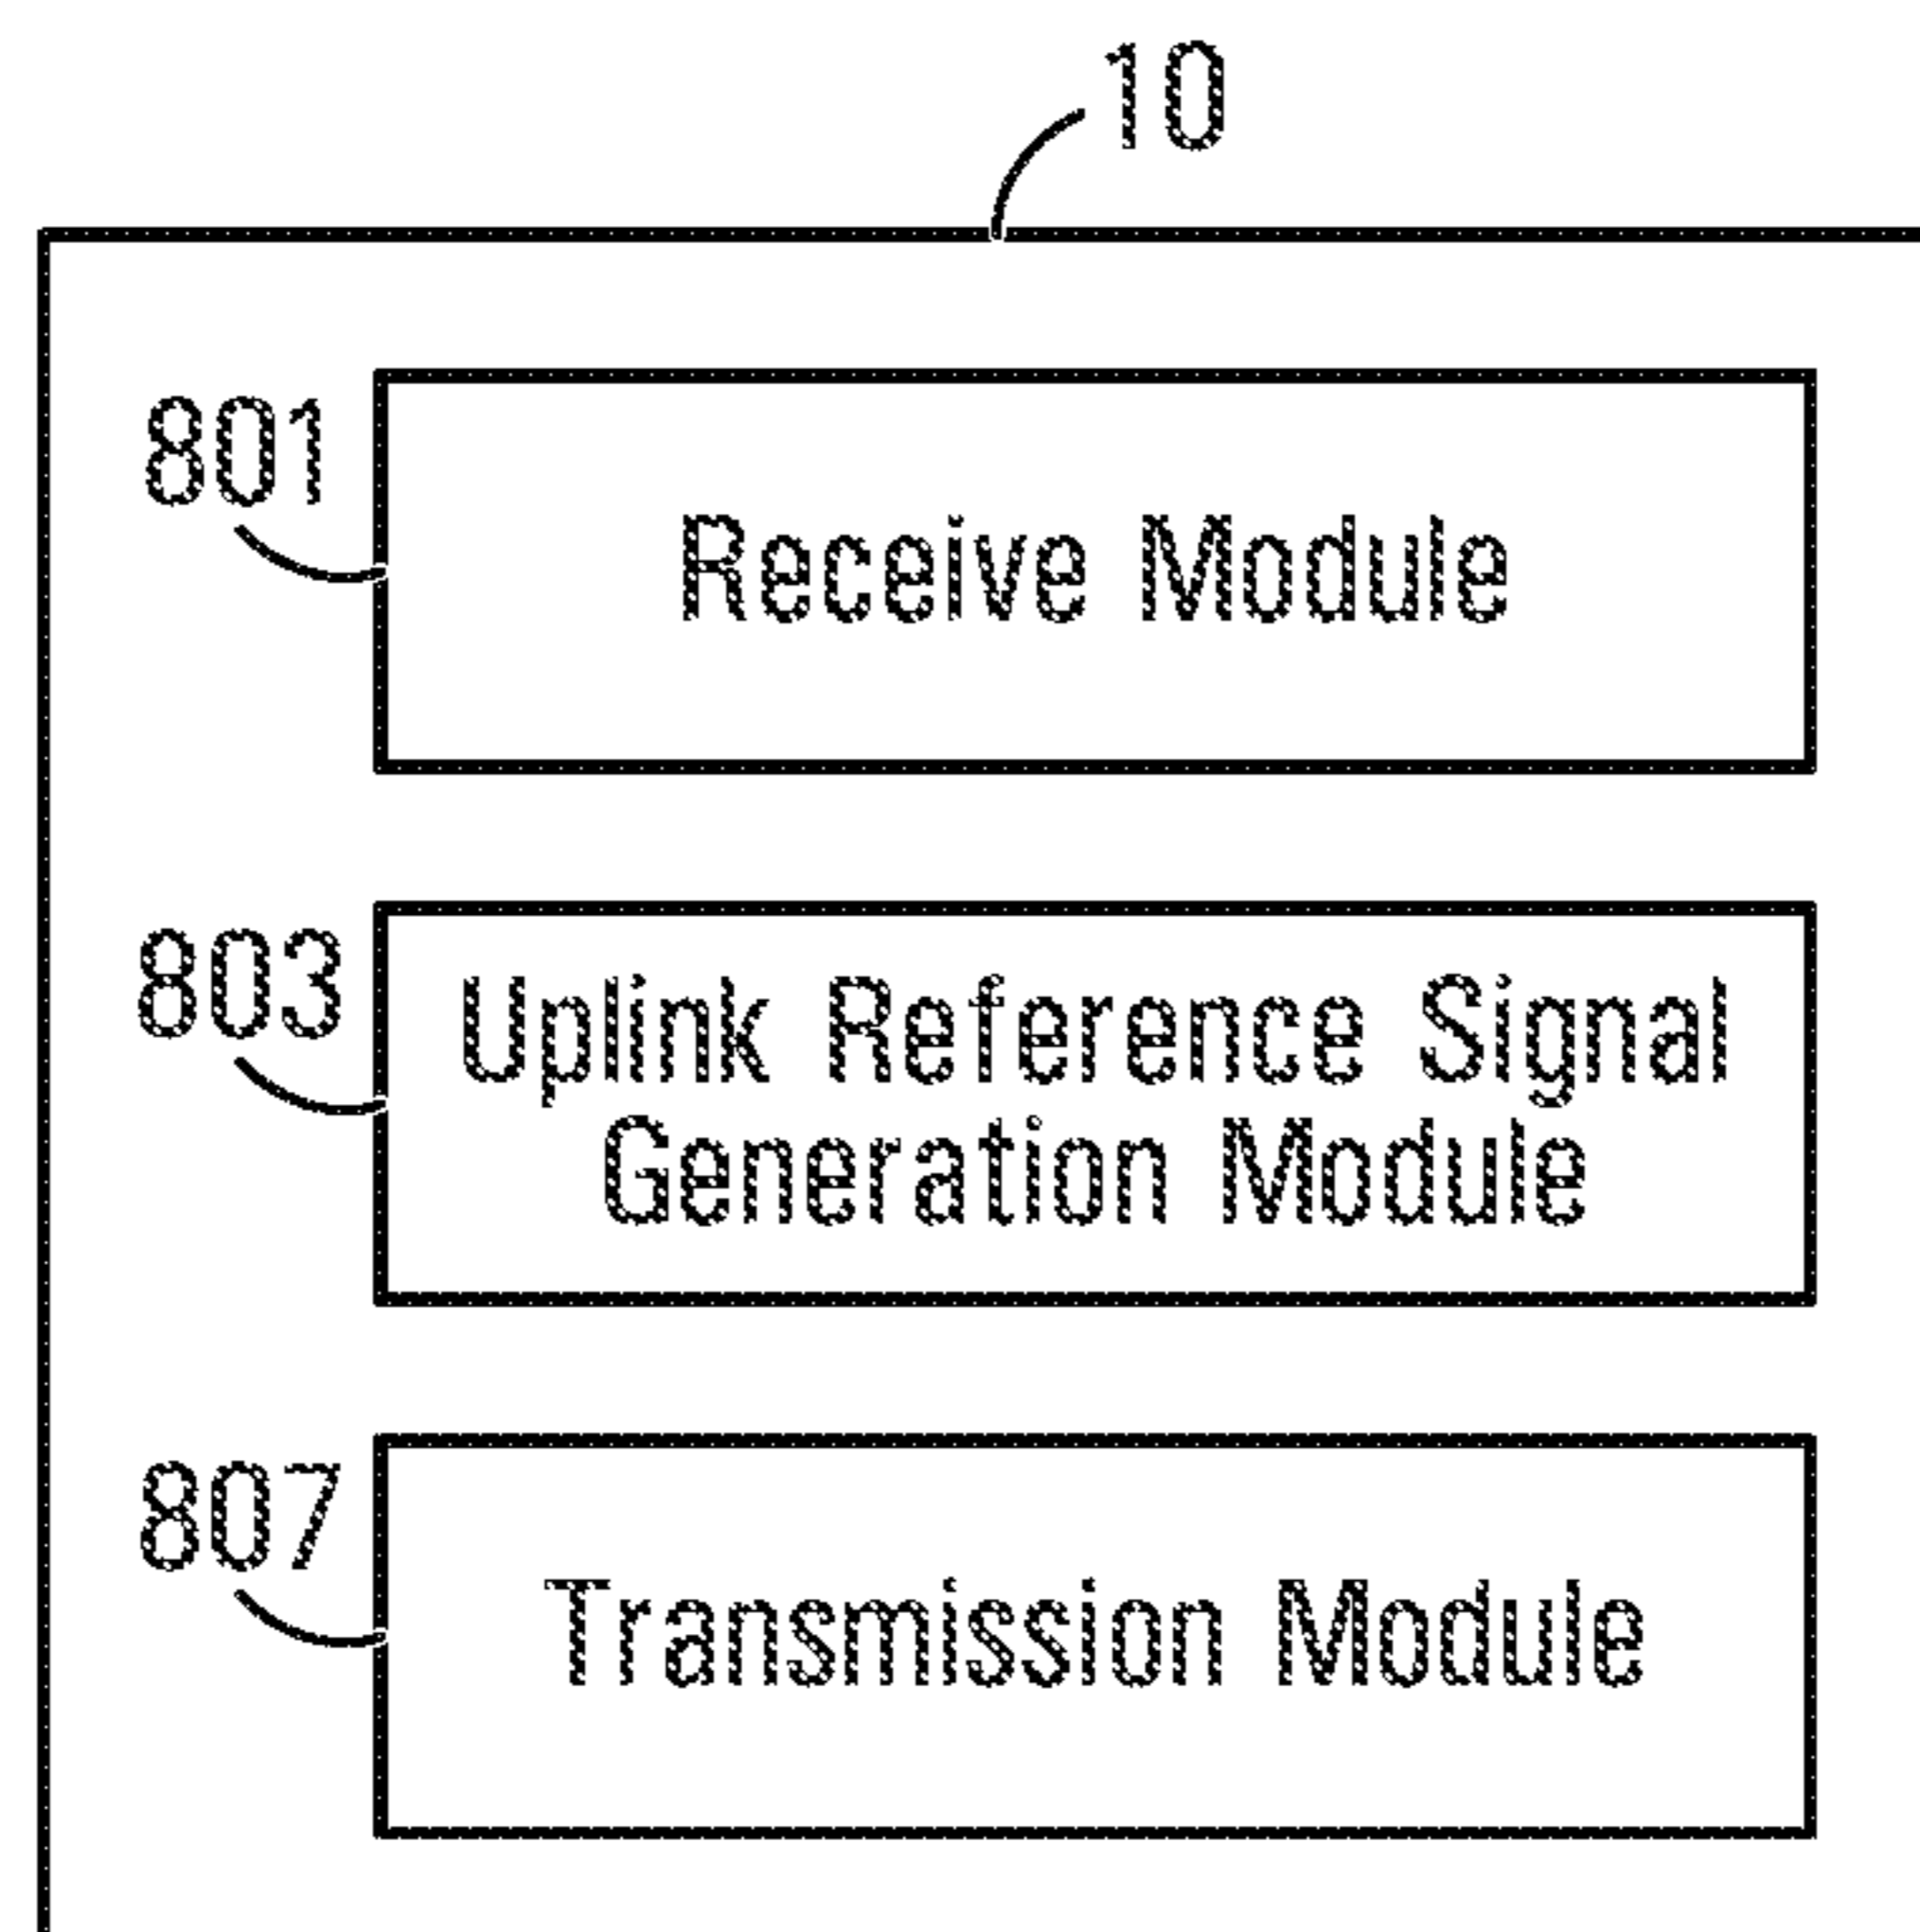 10
801
Receive Module
803
Uplink Reference Signal
Generation Module
807
Transmission Module